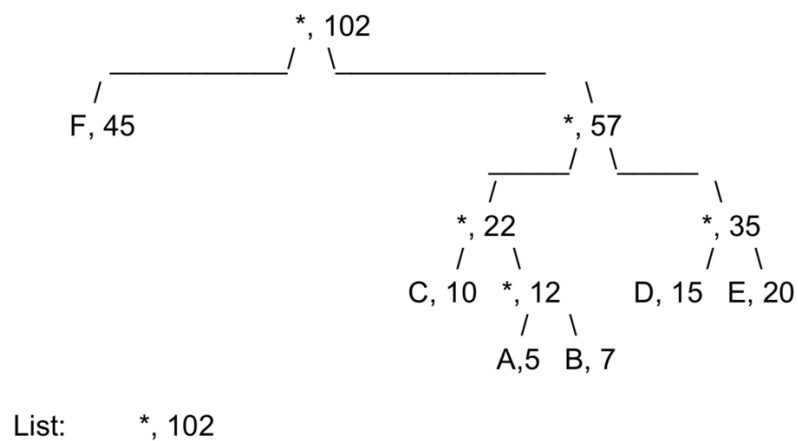 *, 102
F, 45 *, 57
*, 22 *, 35
C, 10 *, 12 D, 15 E, 20
A,5 B, 7
List: *, 102